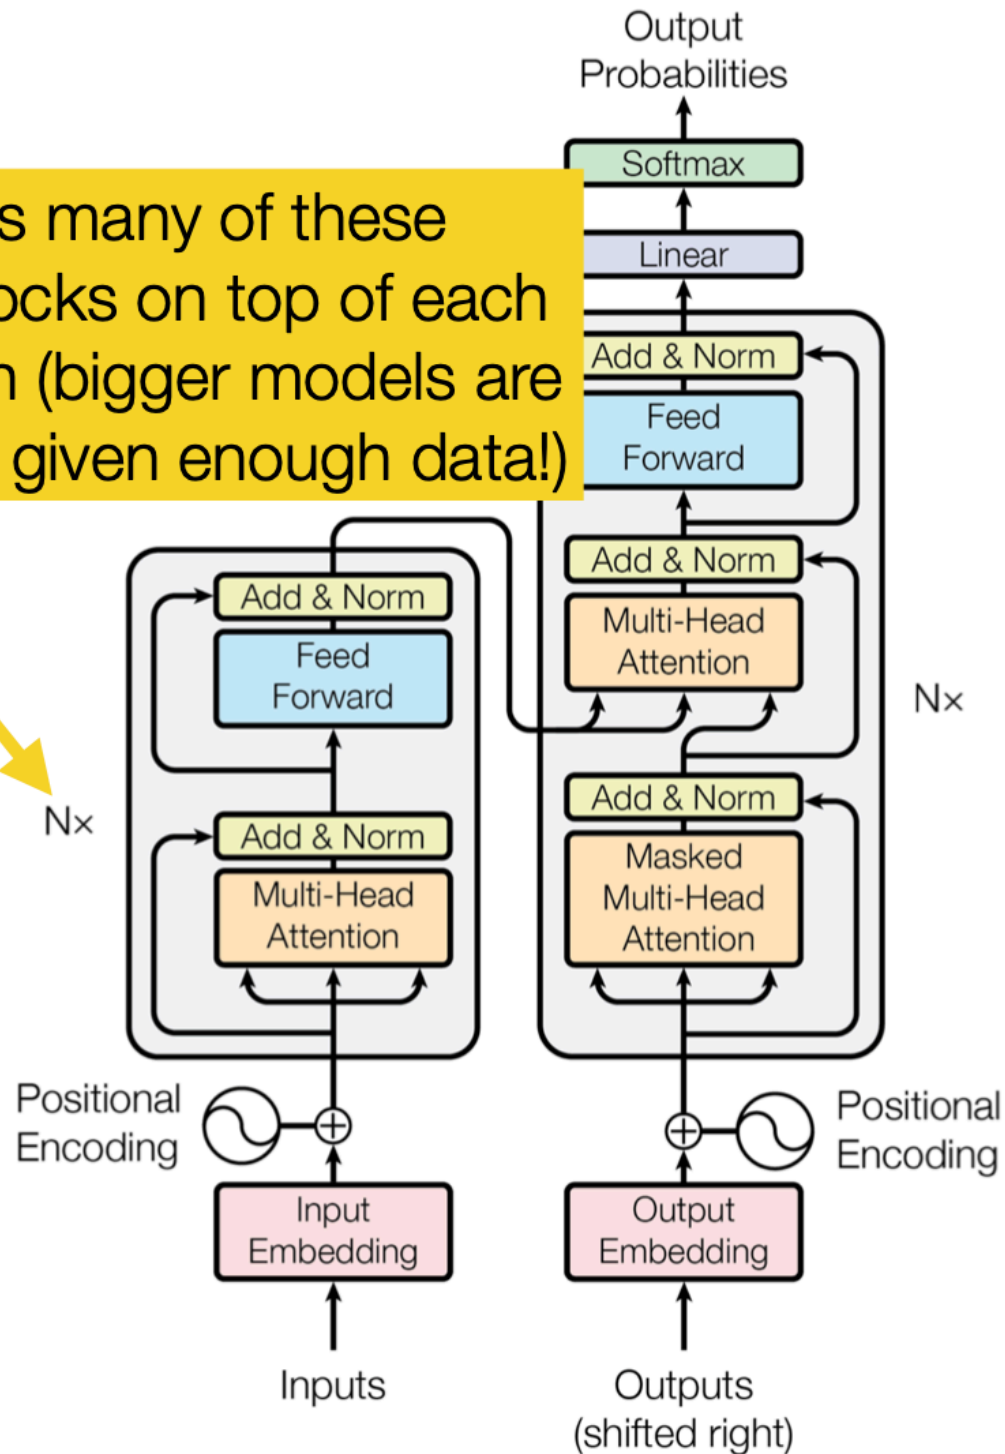 Output
Probabilities
Softmax
s many of these
ocks on top of each
(bigger models are
given enough data!)
Linear
Add & Norm
Feed
Forward
Add & Norm
Multi-Head
Attention
Nx
Add & Norm
Masked
Multi-Head
Attention
Add & Norm
Feed
Forward
Nx
Add & Norm
Multi-Head
Attention
Positional
Encoding
Positional
Encoding
Input
Embedding
Output
Embedding
Inputs
Outputs
(shifted right)